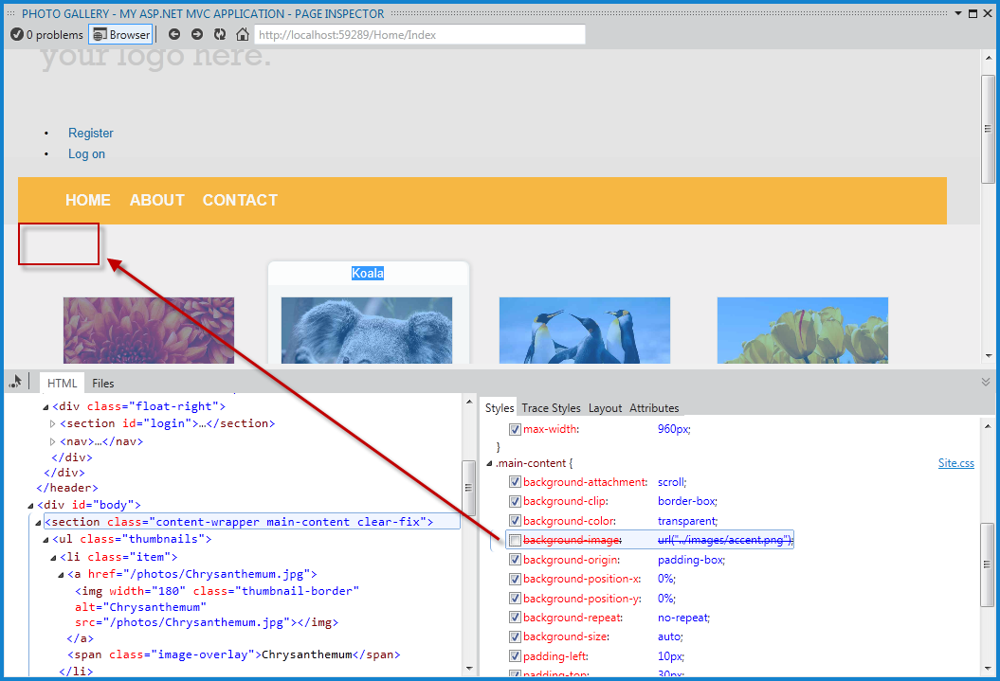 PHOTO GALLERY - MY ASP.NET MVC APPLICATION - PAGE INSPECTOR
0 problems Browser http://localhost:59289/Home/Index
your logo here.
• Register
• Log on
HOME ABOUT CONTACT
Koala
HTML Files
<div class="float-right">
<section id="login">…</section>
<nav>…</nav>
</div>
</div>
</header>
<div id="body">
<section class="content-wrapper main-content clear-fix">
<ul class="thumbnails">
<li class="item">
<a href="/photos/Chrysanthemum.jpg">
<img width="180" class="thumbnail-border"
alt="Chrysanthemum"
src="/photos/Chrysanthemum.jpg"></img>
</a>
<span class="image-overlay">Chrysanthemum</span>
</li>
Styles Trace Styles Layout Attributes
max-width: 960px;
}
.main-content { Site.css
background-attachment: scroll;
background-clip: border-box;
background-color: transparent;
background-image: url("../images/accent.png");
background-origin: padding-box;
background-position-x: 0%;
background-position-y: 0%;
background-repeat: no-repeat;
background-size: auto;
padding-left: 10px;
padding-top: 30px;